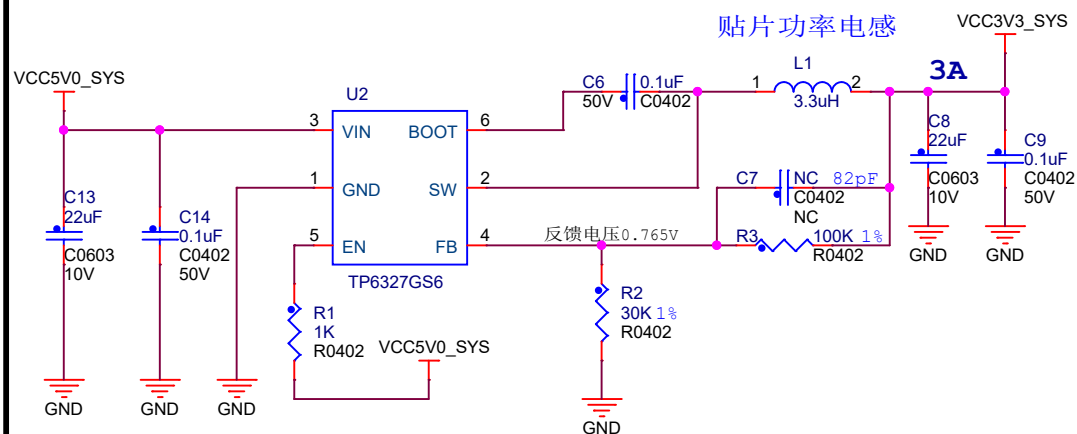 贴片功率电感
VCC3V3_SYS
VCC5V0_SYS
L1
3A
1
2
3.3uH
C6
50V
0.1uF
C0402
U2
3
VIN
BOOT
6
1
GND
SW
2
5
EN
FB
4
TP6327GS6
C8
22uF
C0603
10V
C9
0.1uF
C0402
50V
C7
NC
82pF
C0402
NC
C13
22uF
C0603
10V
C14
0.1uF
C0402
50V
反馈电压0.765V
R3
100K
1%
R0402
GND
GND
R1
1K
R0402
VCC5V0_SYS
R2
30K
1%
R0402
GND
GND
GND
GND